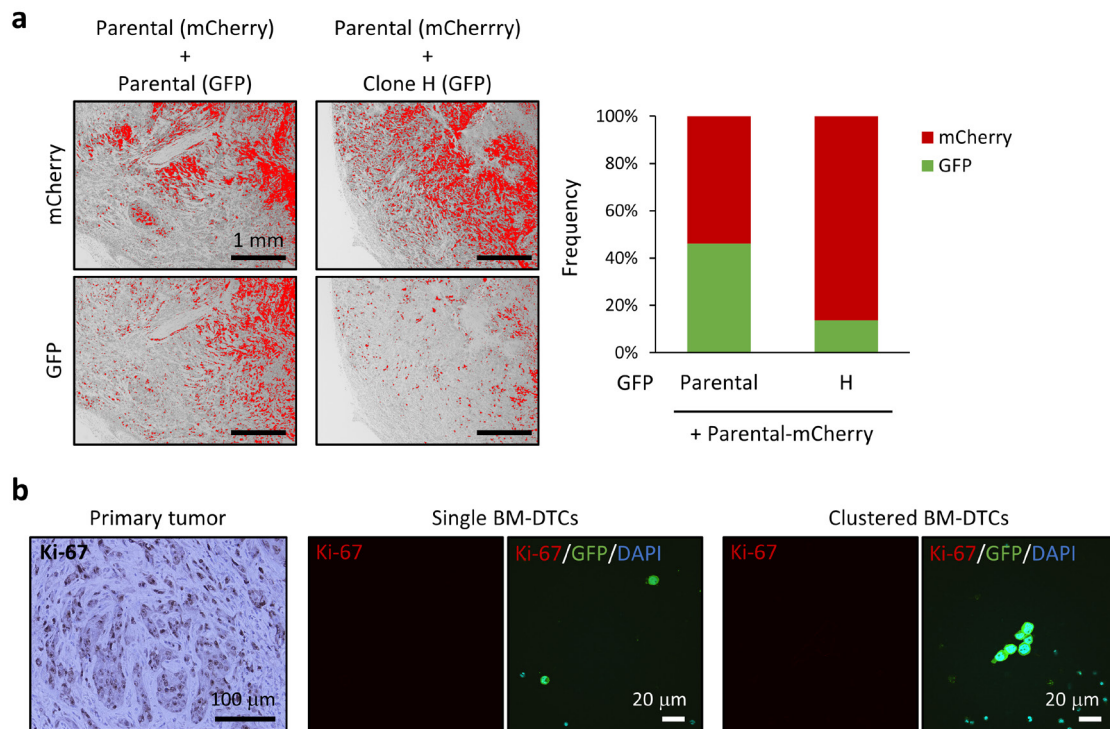 a
Parental (mCherry)
+
Parental (GFP)
Parental (mCherrry)
+
Clone H (GFP)
mCherry
1 mm
GFP
100%
80%
60%
40%
20%
0%
Frequency
mCherry
GFP
GFP Parental H
+ Parental-mCherry
b
Primary tumor
Single BM-DTCs
Clustered BM-DTCs
Ki-67
100 μm
Ki-67
Ki-67/GFP/DAPI
20 μm
Ki-67
Ki-67/GFP/DAPI
20 μm